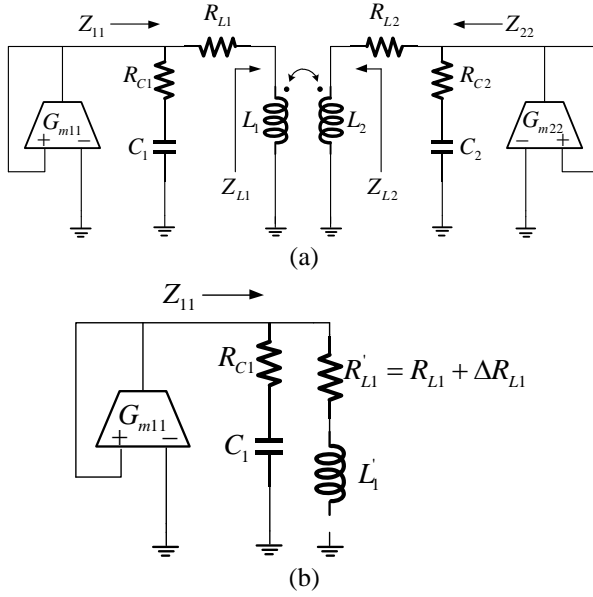 Z11 RL1 RL2 Z22
RC1 RC2
Gm11 Gm22
+ − − +
C1 L1 L2 C2
ZL1 ZL2
(a)
Z11
RC1 R'L1 = RL1 + ΔRL1
Gm11
+ −
C1 L'1
(b)